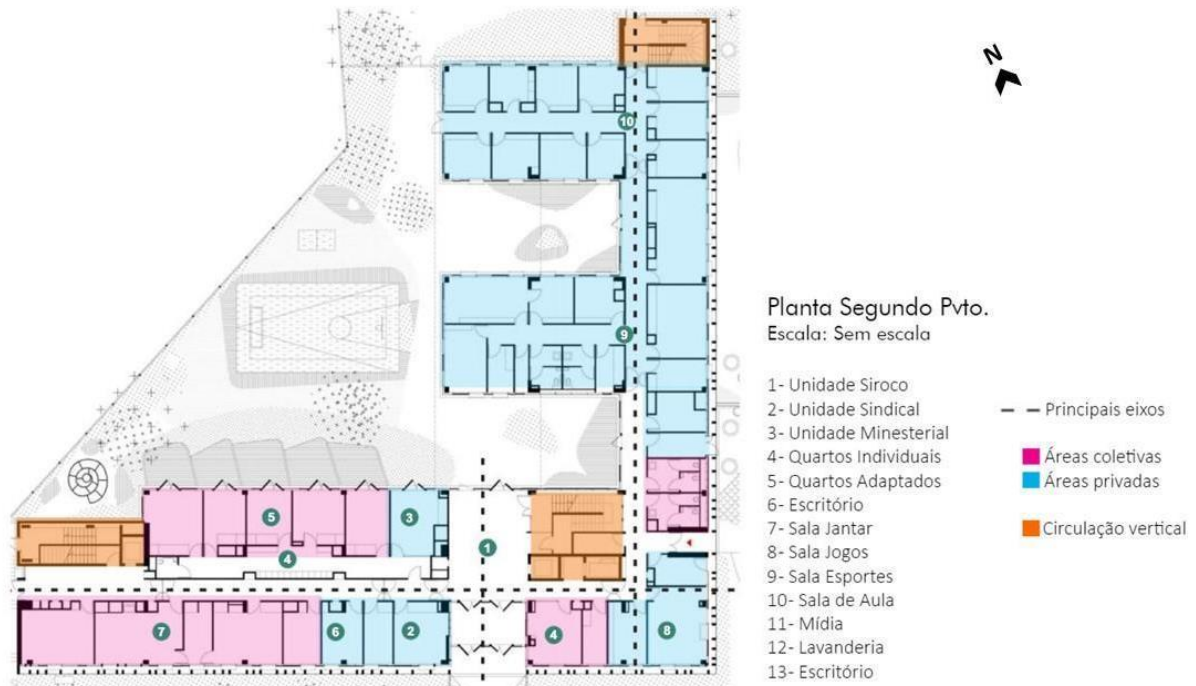 N
10
9
5
3
1
4
7
6
2
4
8
Planta Segundo Pvto.
Escala: Sem escala
1- Unidade Siroco
2- Unidade Sindical
3- Unidade Minesterial
4- Quartos Individuais
5- Quartos Adaptados
6- Escritório
7- Sala Jantar
8- Sala Jogos
9- Sala Esportes
10- Sala de Aula
11- Mídia
12- Lavanderia
13- Escritório
Principais eixos
Áreas coletivas
Áreas privadas
Circulação vertical